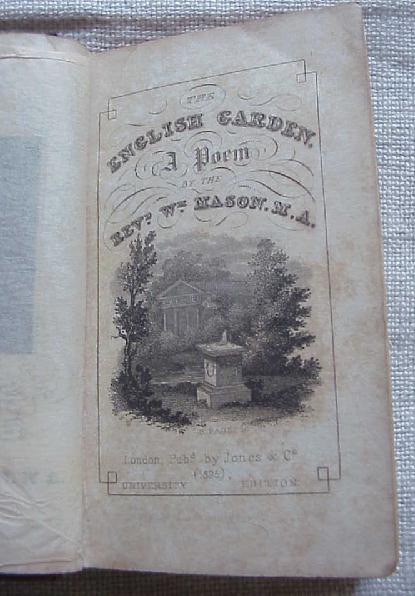 THE
ENGLISH GARDEN.
A Poem
BY THE
REVD. WM MASON. M.A.
London, Pubd. by Jones & Co
UNIVERSITY EDITION